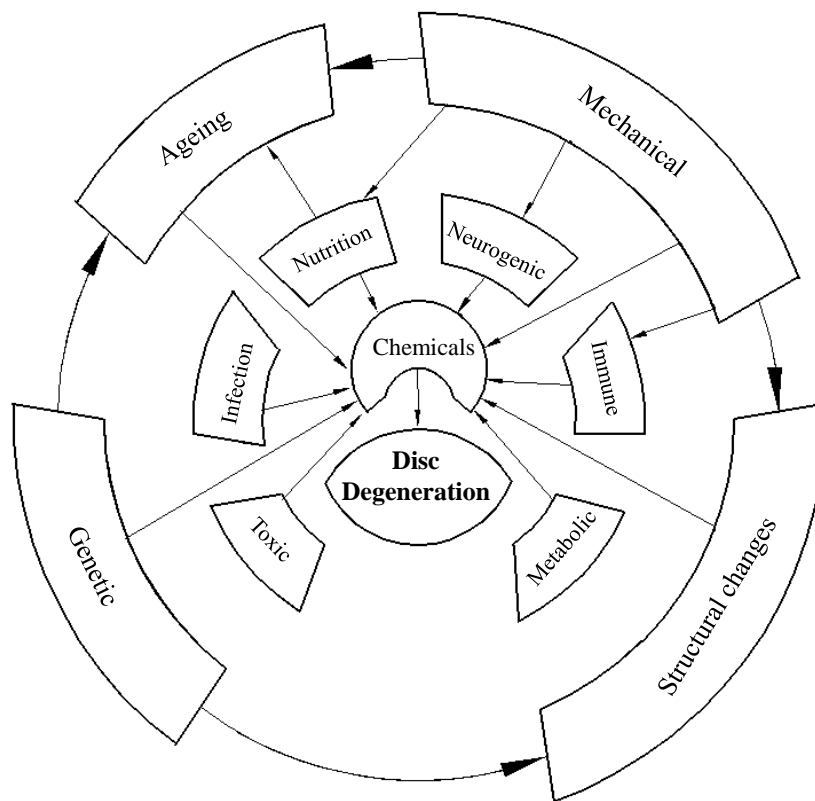 Ageing
Mechanical
Nutrition
Neurogenic
Chemicals
Infection
Immune
Disc
Degeneration
Genetic
Toxic
Metabolic
Structural changes